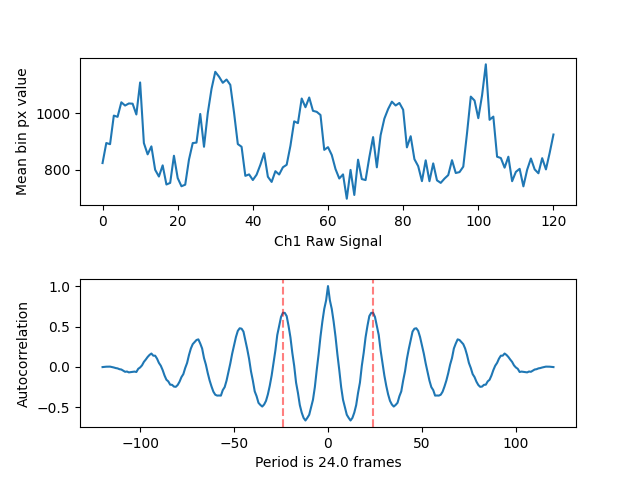 Mean bin px value
1000
800
0 20 40 60 80 100 120
Ch1 Raw Signal
Autocorrelation
1.0
0.5
0.0
−0.5
−100 −50 0 50 100
Period is 24.0 frames